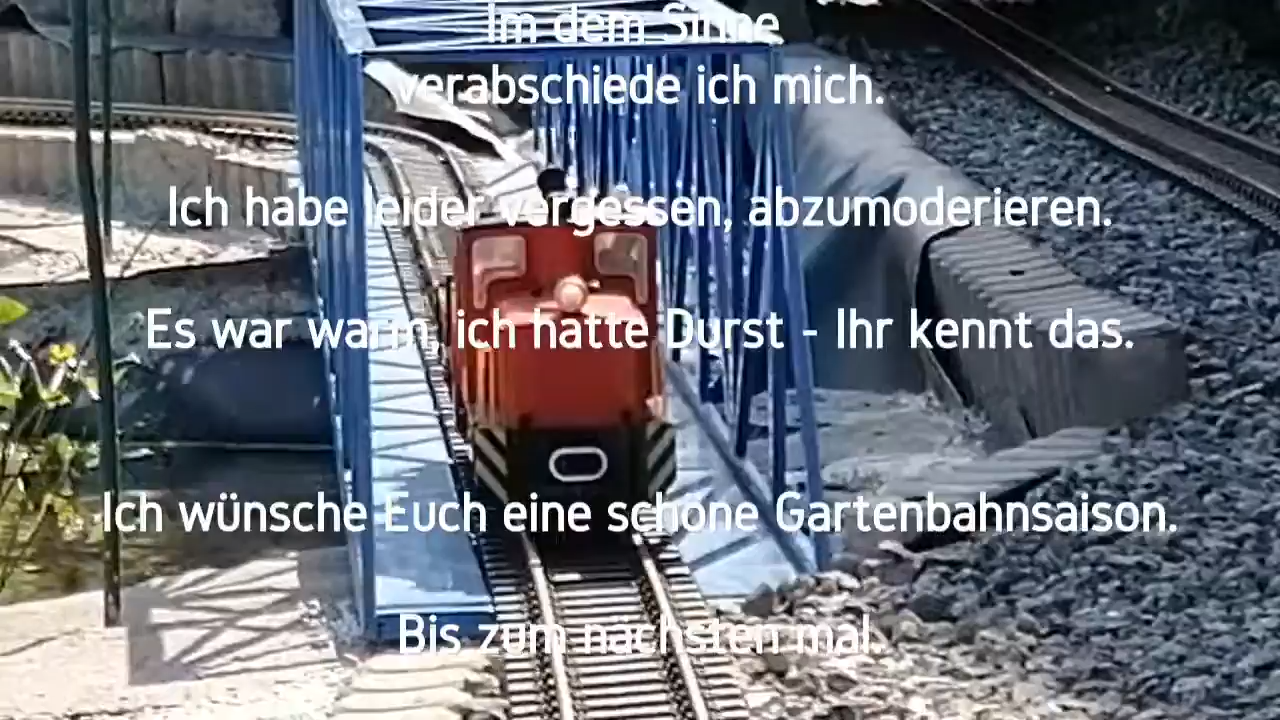 Im dem Sinne
verabschiede ich mich.
Ich habe leider vergessen, abzumoderieren.
Es war warm, ich hatte Durst - Ihr kennt das.
Ich wünsche Euch eine schöne Gartenbahnsaison.
Bis zum nächsten mal.